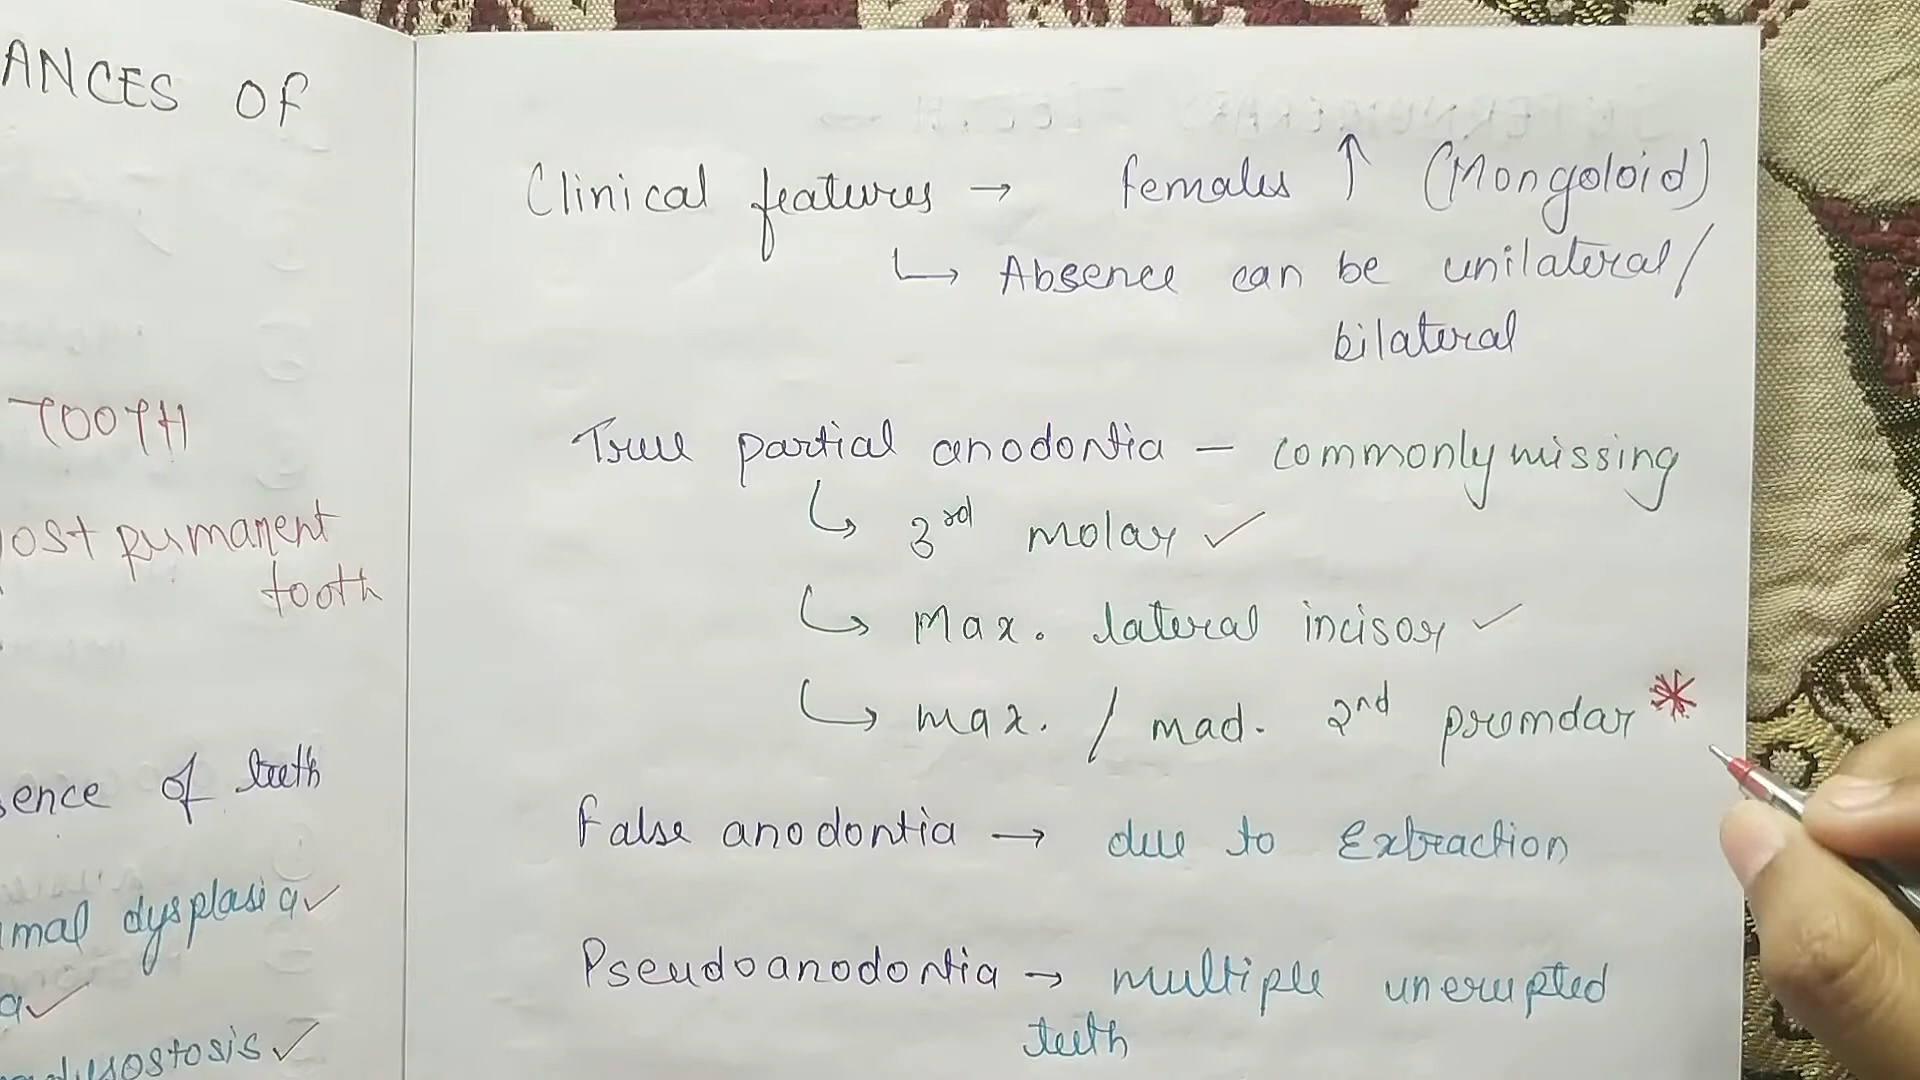 ANCES OF
TOOTH
ost permanent
tooth
sence of teeth
mal dysplasia ✓
a ✓
dysostosis ✓
Clinical features → females ↑ (Mongoloid)
↳ Absence can be unilateral/
bilateral
True partial anodontia - commonly missing
↳ 3rd molar ✓
↳ Max. lateral incisor ✓
↳ max. / mad. 2nd premolar *
False anodontia → due to Extraction
Pseudoanodontia → multiple unerupted
teeth